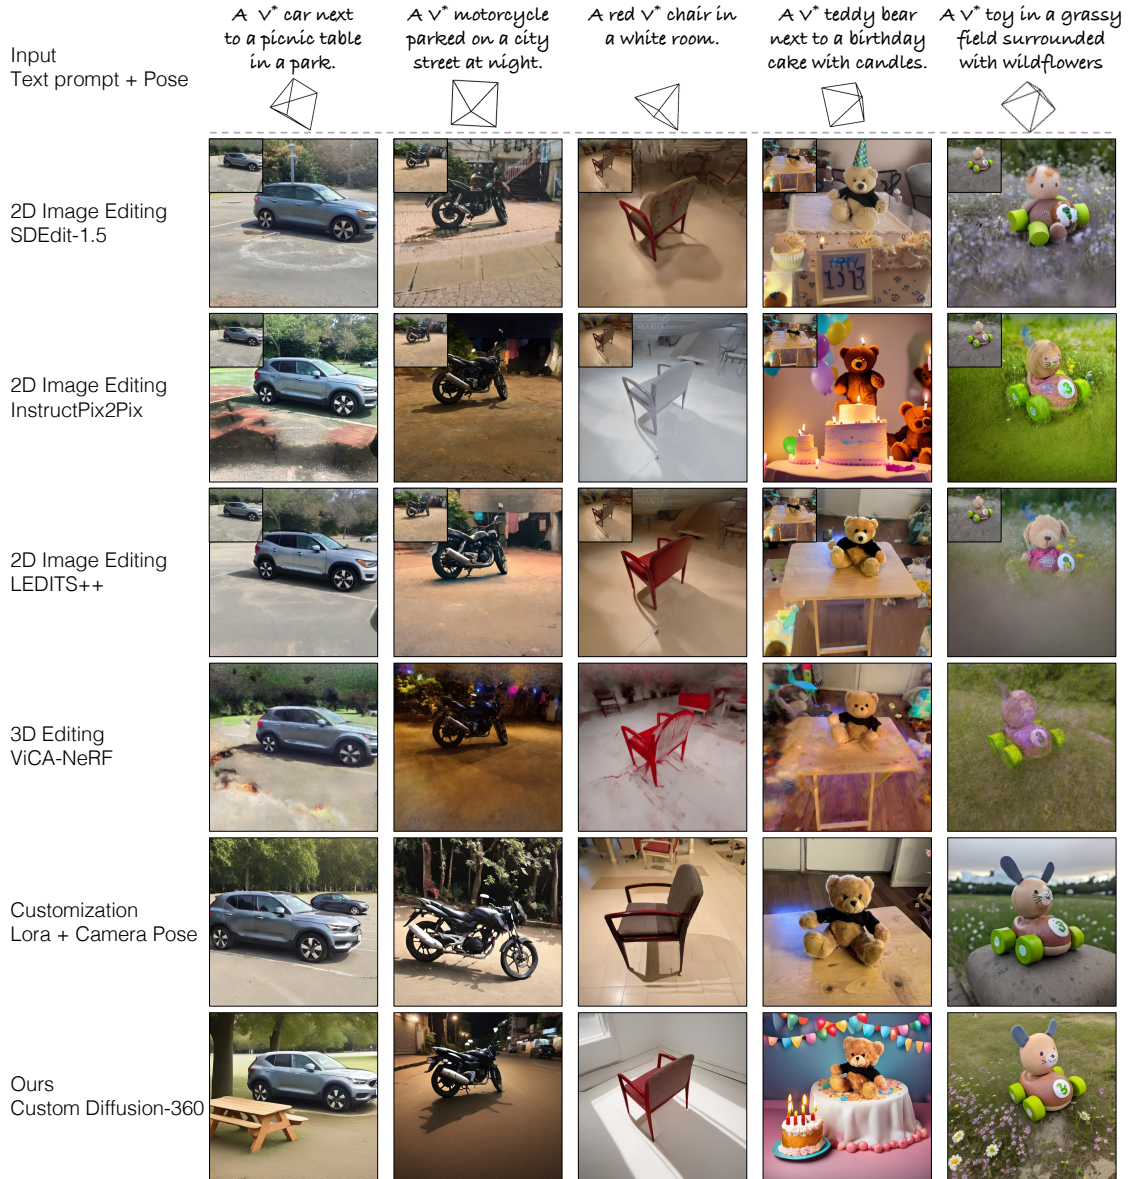 Input
Text prompt + Pose
A V* car next
to a picnic table
in a park.
A V* motorcycle
parked on a city
street at night.
A red V* chair in
a white room.
A V* teddy bear
next to a birthday
cake with candles.
A V* toy in a grassy
field surrounded
with wildflowers
2D Image Editing
SDEdit-1.5
2D Image Editing
InstructPix2Pix
2D Image Editing
LEDITS++
3D Editing
ViCA-NeRF
Customization
Lora + Camera Pose
Ours
Custom Diffusion-360